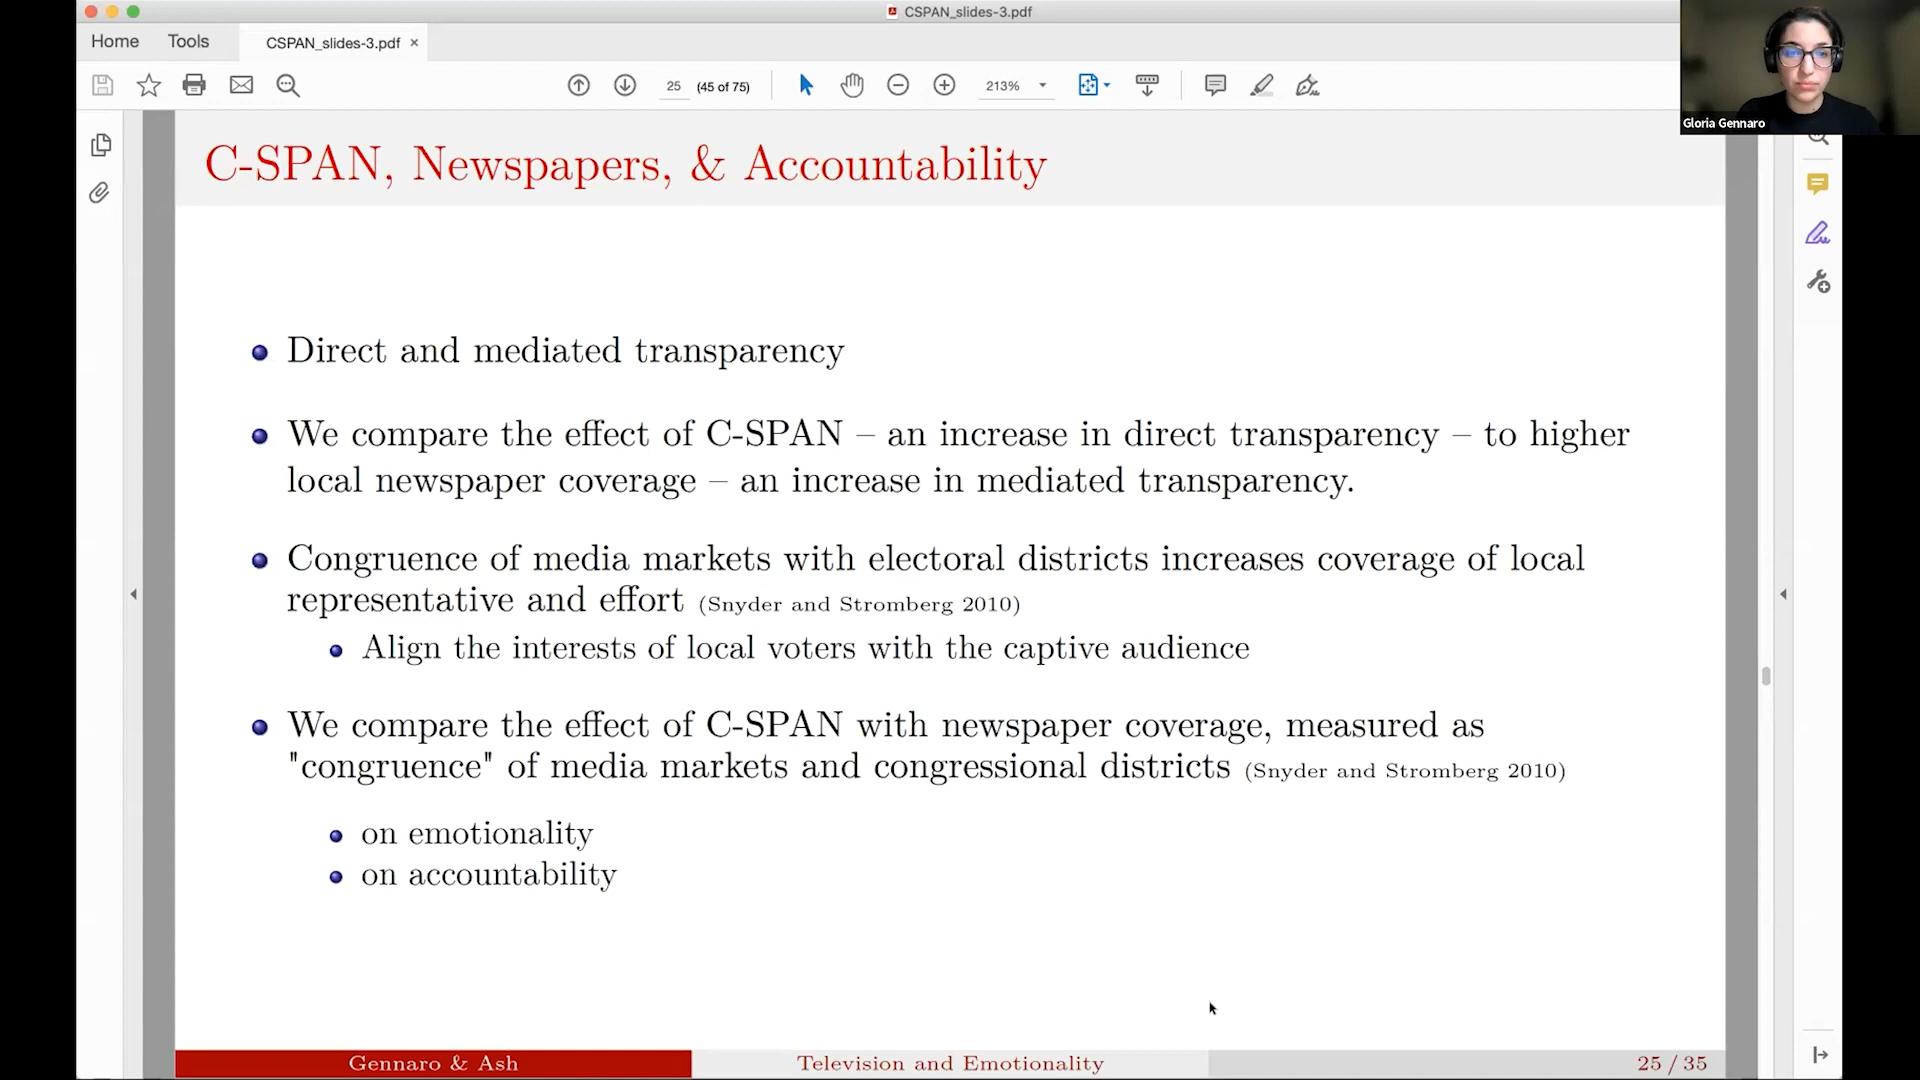 CSPAN_slides-3.pdf
Home
Tools
CSPAN_slides-3.pdf ×
25 (45 of 75)
213%
Gloria Gennaro
C-SPAN, Newspapers, & Accountability
Direct and mediated transparency
We compare the effect of C-SPAN – an increase in direct transparency – to higher
local newspaper coverage – an increase in mediated transparency.
Congruence of media markets with electoral districts increases coverage of local
representative and effort (Snyder and Stromberg 2010)
Align the interests of local voters with the captive audience
We compare the effect of C-SPAN with newspaper coverage, measured as
"congruence" of media markets and congressional districts (Snyder and Stromberg 2010)
on emotionality
on accountability
Gennaro & Ash
Television and Emotionality
25 / 35